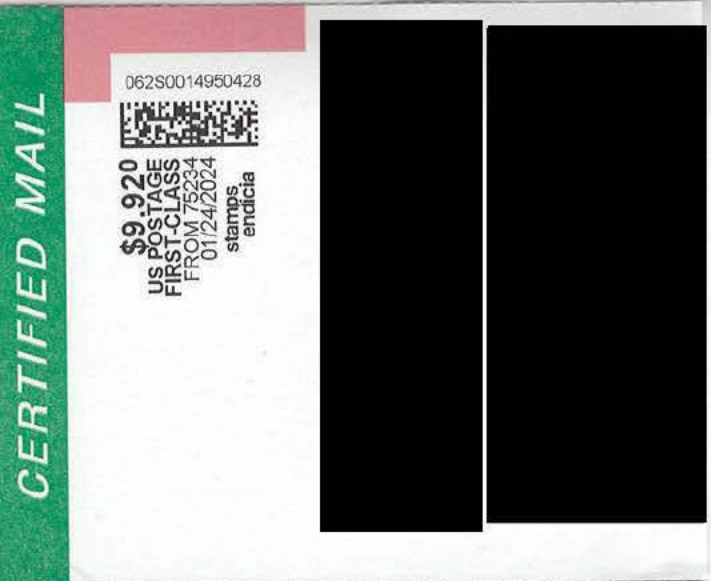 CERTIFIED MAIL
062S0014950428
$9.920
US POSTAGE
FIRST-CLASS
FROM 75234
01/24/2024
stamps
endicia